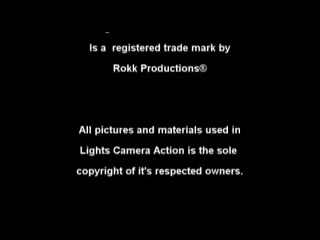 Is a registered trade mark by
Rokk Productions®
All pictures and materials used in
Lights Camera Action is the sole
copyright of it's respected owners.